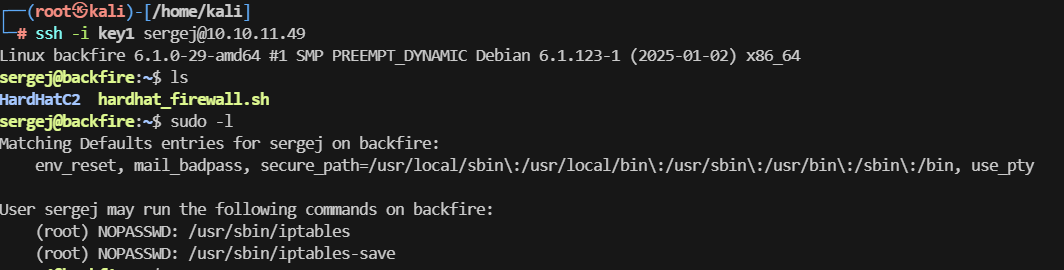 ┌──(root㉿kali)-[/home/kali]
└─# ssh -i key1 sergej@10.10.11.49
Linux backfire 6.1.0-29-amd64 #1 SMP PREEMPT_DYNAMIC Debian 6.1.123-1 (2025-01-02) x86_64
sergej@backfire:~$ ls
HardHatC2  hardhat_firewall.sh
sergej@backfire:~$ sudo -l
Matching Defaults entries for sergej on backfire:
    env_reset, mail_badpass, secure_path=/usr/local/sbin\:/usr/local/bin\:/usr/sbin\:/usr/bin\:/sbin\:/bin, use_pty

User sergej may run the following commands on backfire:
    (root) NOPASSWD: /usr/sbin/iptables
    (root) NOPASSWD: /usr/sbin/iptables-save